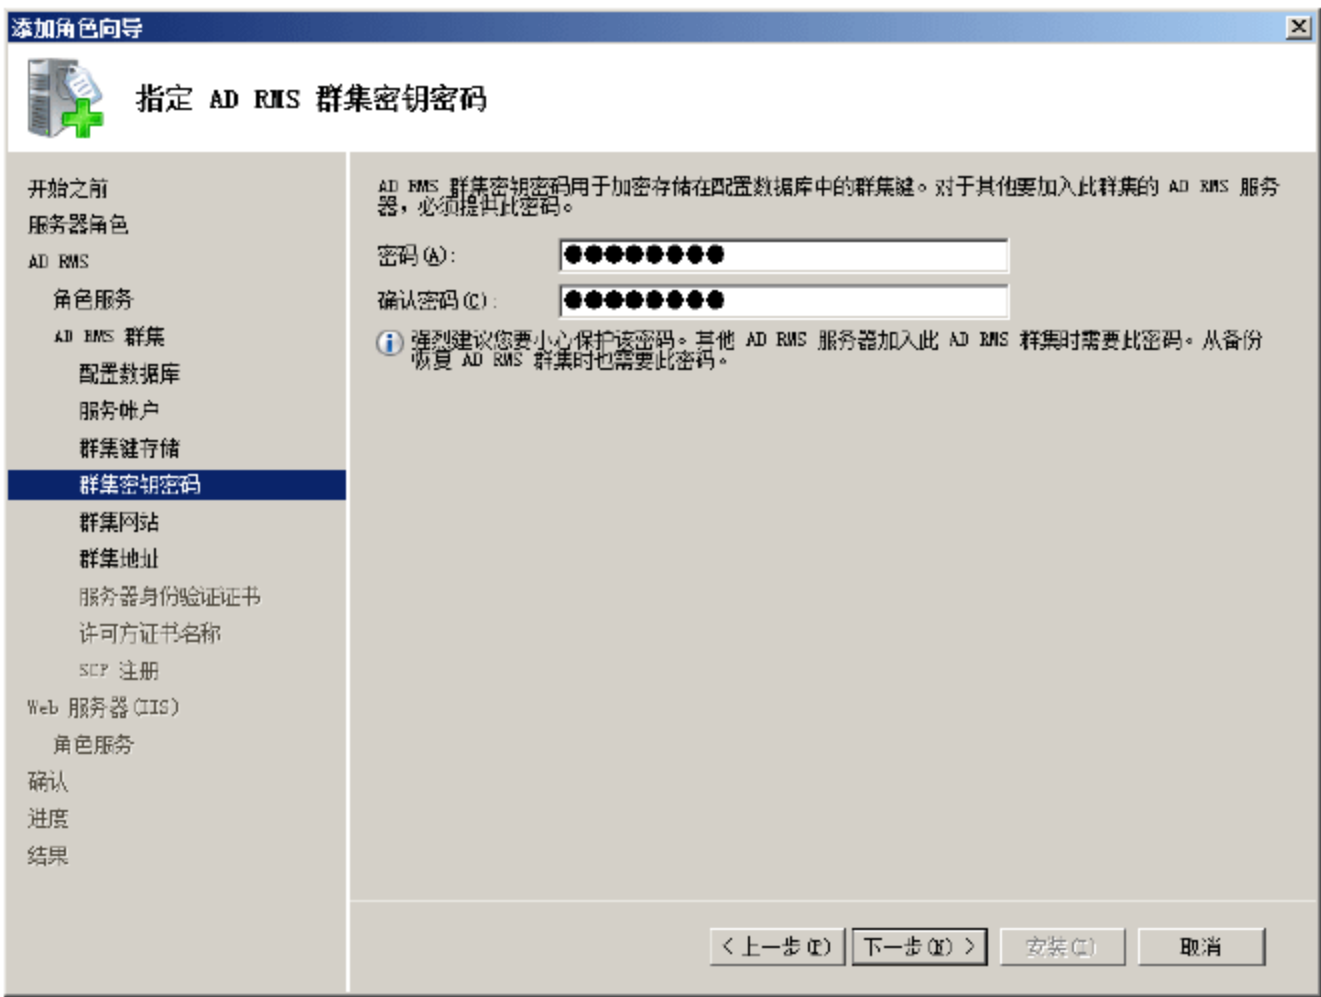 添加角色向导
指定 AD RMS 群集密钥密码
开始之前
服务器角色
AD RMS
角色服务
AD RMS 群集
配置数据库
服务帐户
群集键存储
群集密钥密码
群集网站
群集地址
服务器身份验证证书
许可方证书名称
SCP 注册
Web 服务器(IIS)
角色服务
确认
进度
结果
AD RMS 群集密钥密码用于加密存储在配置数据库中的群集键。对于其他要加入此群集的 AD RMS 服务
器，必须提供此密码。
密码(A)：
确认密码(C)：
强烈建议您要小心保护该密码。其他 AD RMS 服务器加入此 AD RMS 群集时需要此密码。从备份
恢复 AD RMS 群集时也需要此密码。
< 上一步(P)
下一步(N) >
安装(I)
取消